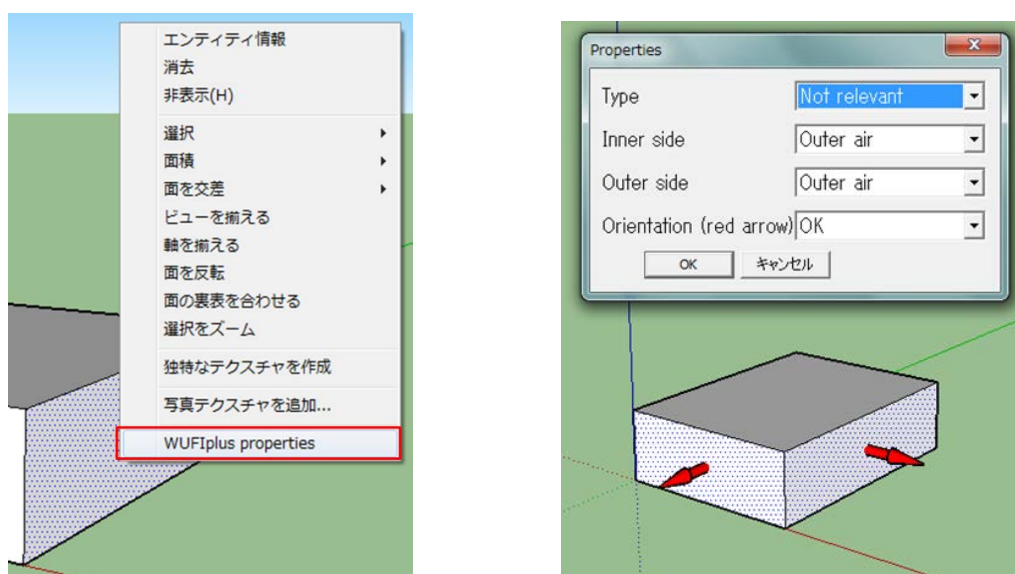 エンティティ情報
消去
非表示(H)
選択
面積
面を交差
ビューを揃える
軸を揃える
面を反転
面の裏表を合わせる
選択をズーム
独特なテクスチャを作成
写真テクスチャを追加...
WUFIplus properties
Properties
Type Not relevant
Inner side Outer air
Outer side Outer air
Orientation (red arrow) OK
OK キャンセル